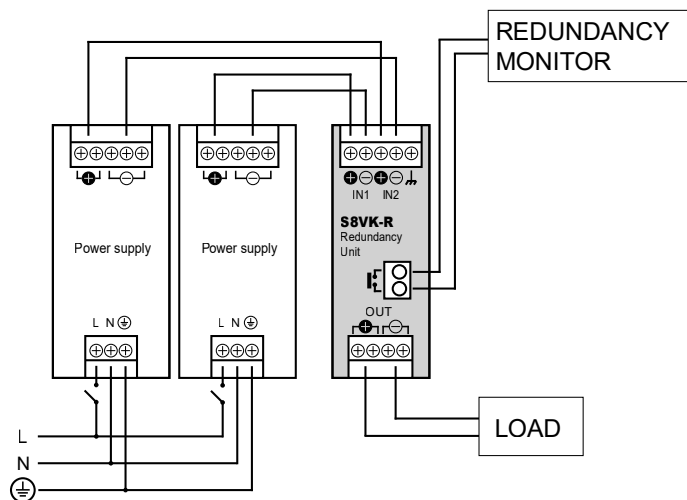 REDUNDANCY
MONITOR
IN1 IN2
S8VK-R
Redundancy
Unit
Power supply
Power supply
OUT
L N
L N
L
N
LOAD